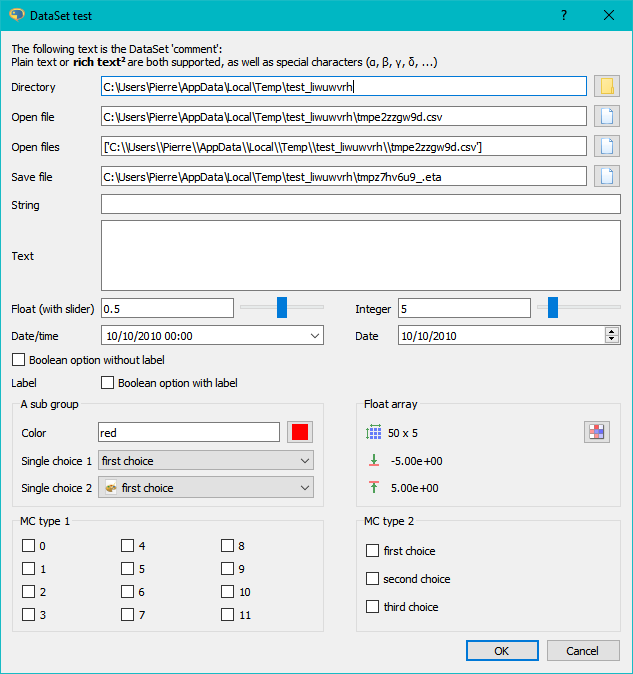 DataSet test
The following text is the DataSet 'comment':
Plain text or rich text² are both supported, as well as special characters (α, β, γ, δ, ...)
Directory C:\Users\Pierre\AppData\Local\Temp\test_liwuwvrh
Open file C:\Users\Pierre\AppData\Local\Temp\test_liwuwvrh\tmpe2zzgw9d.csv
Open files ['C:\\Users\\Pierre\\AppData\\Local\\Temp\\test_liwuwvrh\\tmpe2zzgw9d.csv']
Save file C:\Users\Pierre\AppData\Local\Temp\test_liwuwvrh\tmpz7hv6u9_.eta
String
Text
Float (with slider) 0.5 Integer 5
Date/time 10/10/2010 00:00 Date 10/10/2010
Boolean option without label
Label Boolean option with label
A sub group
Color red
Single choice 1 first choice
Single choice 2 first choice
Float array
50 x 5
-5.00e+00
5.00e+00
MC type 1
0 4 8
1 5 9
2 6 10
3 7 11
MC type 2
first choice
second choice
third choice
OK Cancel